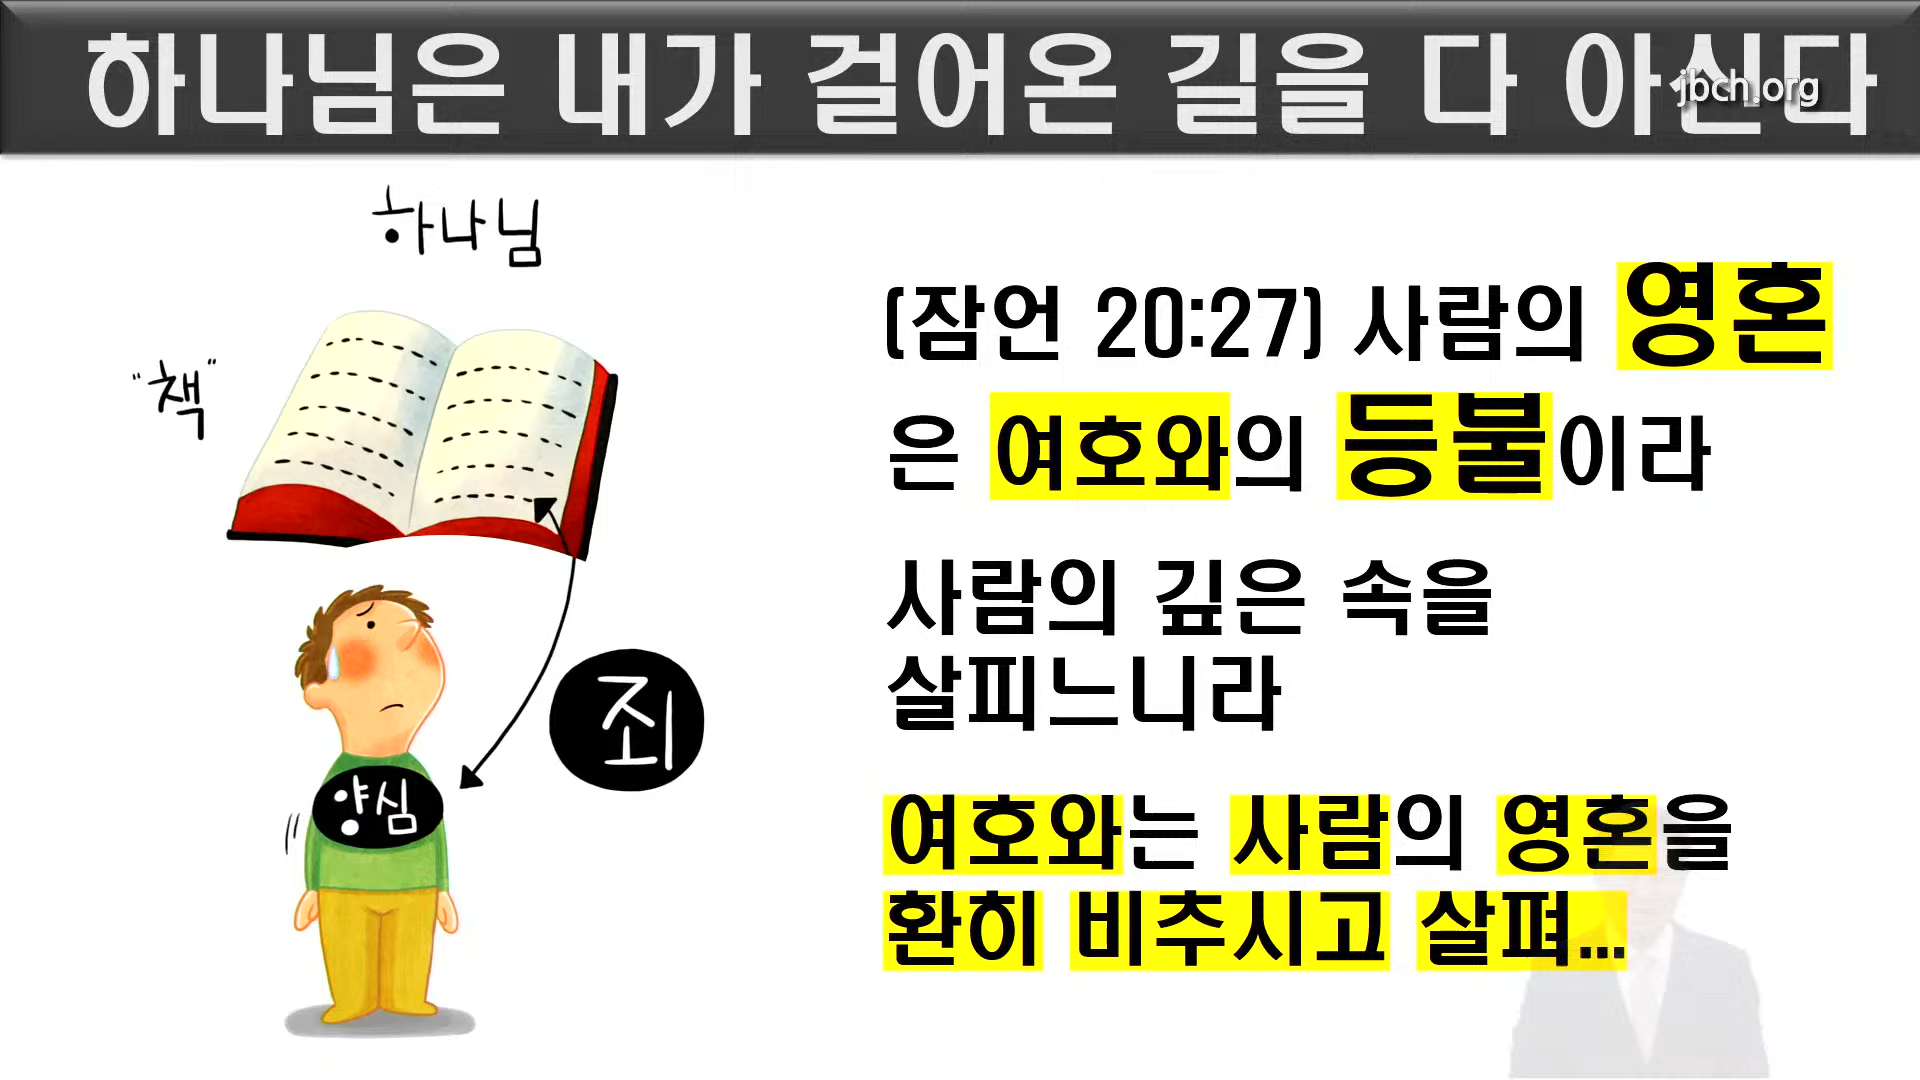 하나님은 내가 걸어온 길을 다 아신다
jbch.org
하나님
"책"
죄
양심
(잠언 20:27) 사람의 영혼
은 여호와의 등불이라
사람의 깊은 속을
살피느니라
여호와는 사람의 영혼을
환히 비추시고 살펴...